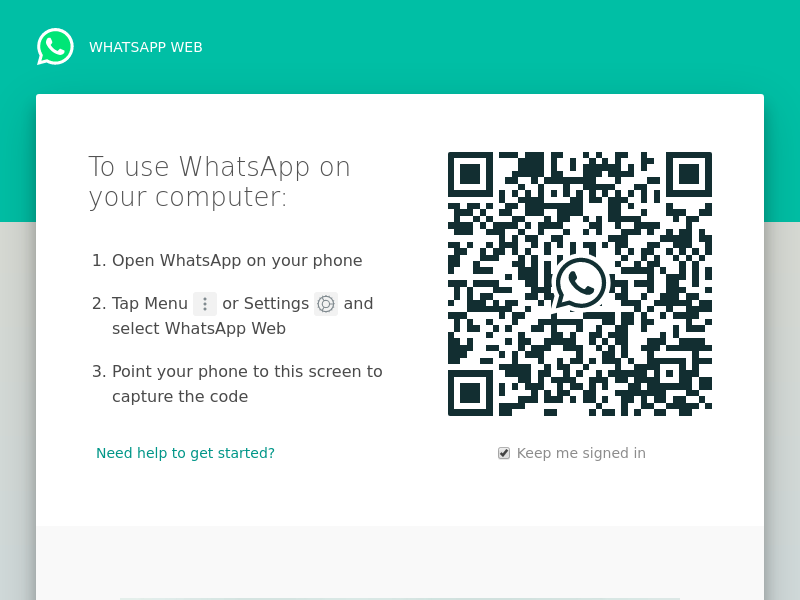 WHATSAPP WEB
To use WhatsApp on
your computer:
1. Open WhatsApp on your phone
2. Tap Menu or Settings and
select WhatsApp Web
3. Point your phone to this screen to
capture the code
Need help to get started?
Keep me signed in